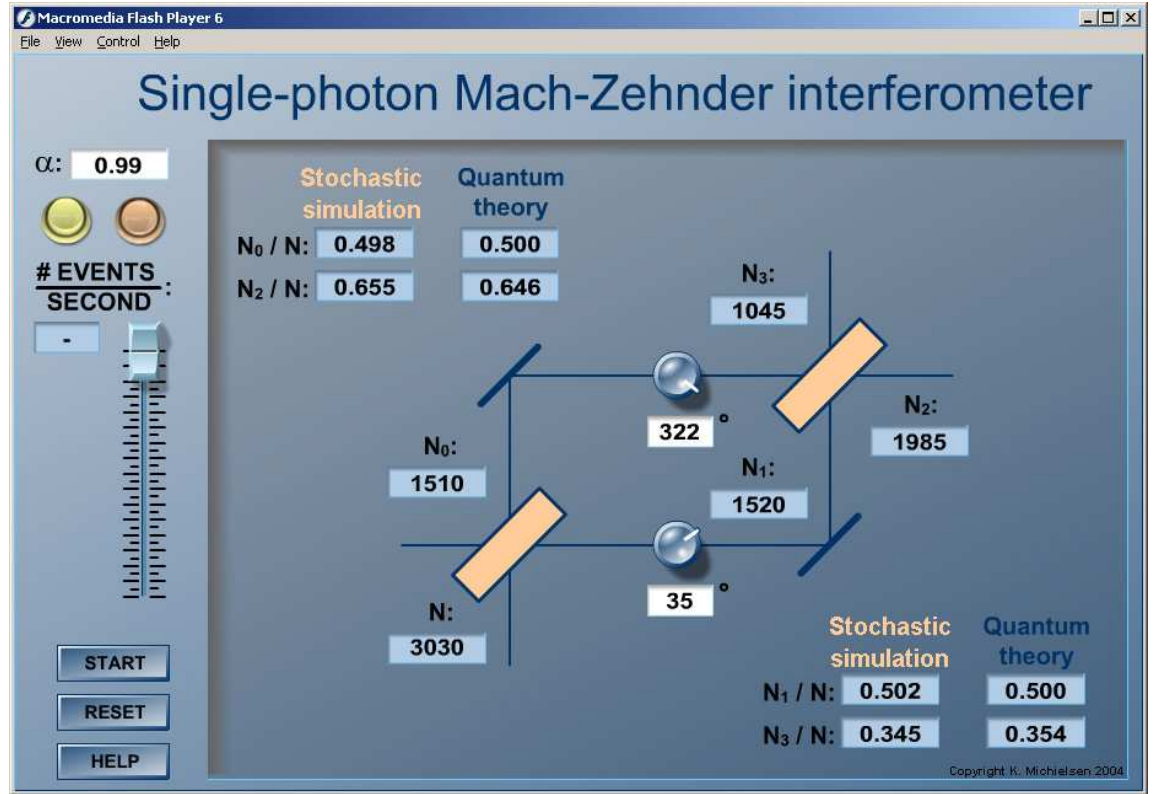 Macromedia Flash Player 6
File View Control Help
Single-photon Mach-Zehnder interferometer
α: 0.99
# EVENTS
SECOND :
-
START
RESET
HELP
Stochastic simulation Quantum theory
N₀ / N: 0.498 0.500
N₂ / N: 0.655 0.646
N₃:
1045
322 °
N₂:
1985
N₀:
1510
N₁:
1520
35 °
N:
3030
Stochastic simulation Quantum theory
N₁ / N: 0.502 0.500
N₃ / N: 0.345 0.354
Copyright K. Michielsen 2004